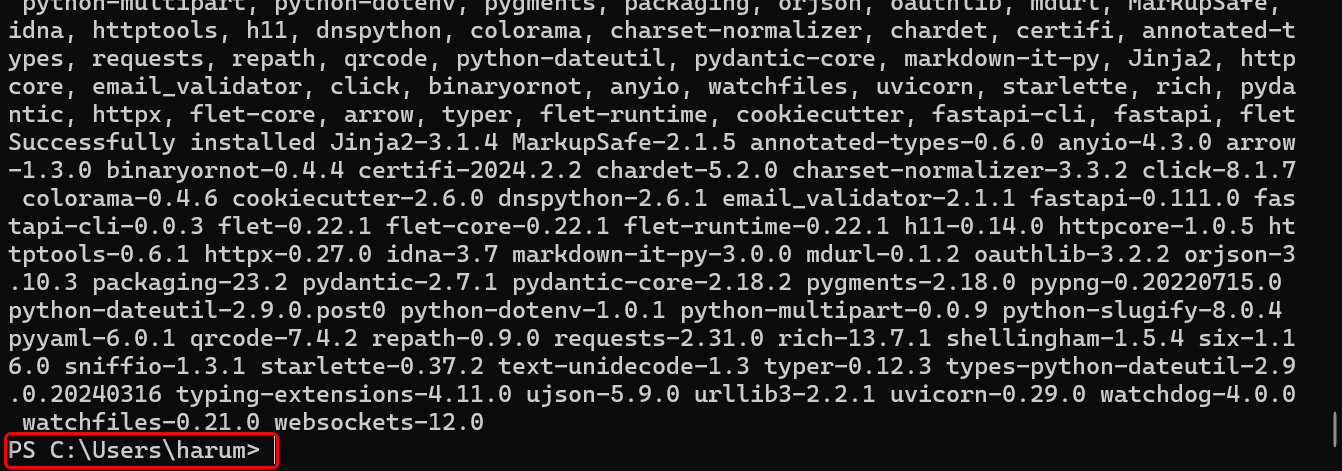 python-multipart, python-dotenv, pygments, packaging, orjson, oauthlib, mdurl, MarkupSafe,
idna, httptools, h11, dnspython, colorama, charset-normalizer, chardet, certifi, annotated-t
ypes, requests, repath, qrcode, python-dateutil, pydantic-core, markdown-it-py, Jinja2, http
core, email_validator, click, binaryornot, anyio, watchfiles, uvicorn, starlette, rich, pyda
ntic, httpx, flet-core, arrow, typer, flet-runtime, cookiecutter, fastapi-cli, fastapi, flet
Successfully installed Jinja2-3.1.4 MarkupSafe-2.1.5 annotated-types-0.6.0 anyio-4.3.0 arrow
-1.3.0 binaryornot-0.4.4 certifi-2024.2.2 chardet-5.2.0 charset-normalizer-3.3.2 click-8.1.7
colorama-0.4.6 cookiecutter-2.6.0 dnspython-2.6.1 email_validator-2.1.1 fastapi-0.111.0 fas
tapi-cli-0.0.3 flet-0.22.1 flet-core-0.22.1 flet-runtime-0.22.1 h11-0.14.0 httpcore-1.0.5 ht
tptools-0.6.1 httpx-0.27.0 idna-3.7 markdown-it-py-3.0.0 mdurl-0.1.2 oauthlib-3.2.2 orjson-3
.10.3 packaging-23.2 pydantic-2.7.1 pydantic-core-2.18.2 pygments-2.18.0 pypng-0.20220715.0
python-dateutil-2.9.0.post0 python-dotenv-1.0.1 python-multipart-0.0.9 python-slugify-8.0.4
pyyaml-6.0.1 qrcode-7.4.2 repath-0.9.0 requests-2.31.0 rich-13.7.1 shellingham-1.5.4 six-1.1
6.0 sniffio-1.3.1 starlette-0.37.2 text-unidecode-1.3 typer-0.12.3 types-python-dateutil-2.9
.0.20240316 typing-extensions-4.11.0 ujson-5.9.0 urllib3-2.2.1 uvicorn-0.29.0 watchdog-4.0.0
watchfiles-0.21.0 websockets-12.0
PS C:\Users\harum>